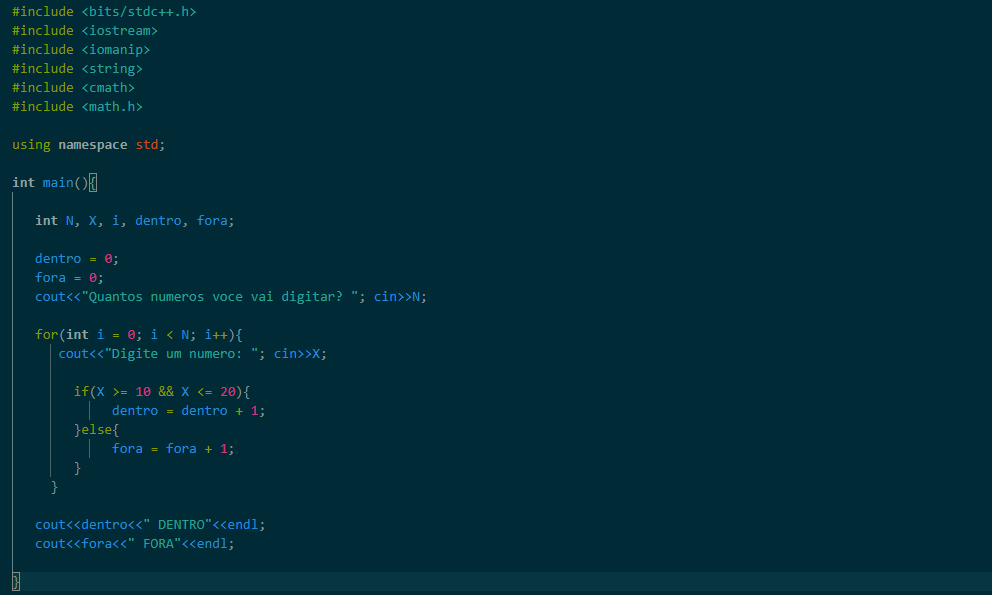 #include <bits/stdc++.h>
#include <iostream>
#include <iomanip>
#include <string>
#include <cmath>
#include <math.h>
using namespace std;
int main(){
int N, X, i, dentro, fora;
dentro = 0;
fora = 0;
cout<<"Quantos numeros voce vai digitar? "; cin>>N;
for(int i = 0; i < N; i++){
cout<<"Digite um numero: "; cin>>X;
if(X >= 10 && X <= 20){
dentro = dentro + 1;
}else{
fora = fora + 1;
}
}
cout<<dentro<<" DENTRO"<<endl;
cout<<fora<<" FORA"<<endl;
}